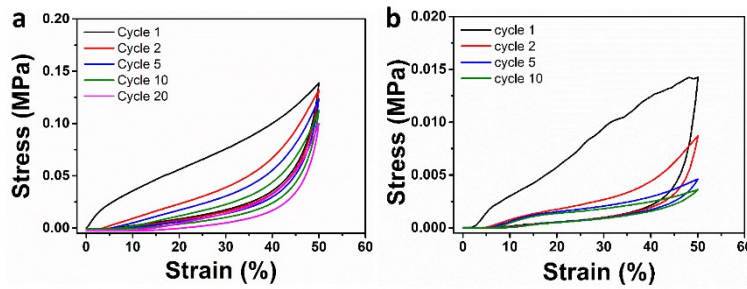 a
0.20
0.15
0.10
0.05
0.00
Stress (MPa)
Cycle 1
Cycle 2
Cycle 5
Cycle 10
Cycle 20
0 10 20 30 40 50 60
Strain (%)
b
0.020
0.015
0.010
0.005
0.000
Stress (MPa)
cycle 1
cycle 2
cycle 5
cycle 10
0 10 20 30 40 50 60
Strain (%)